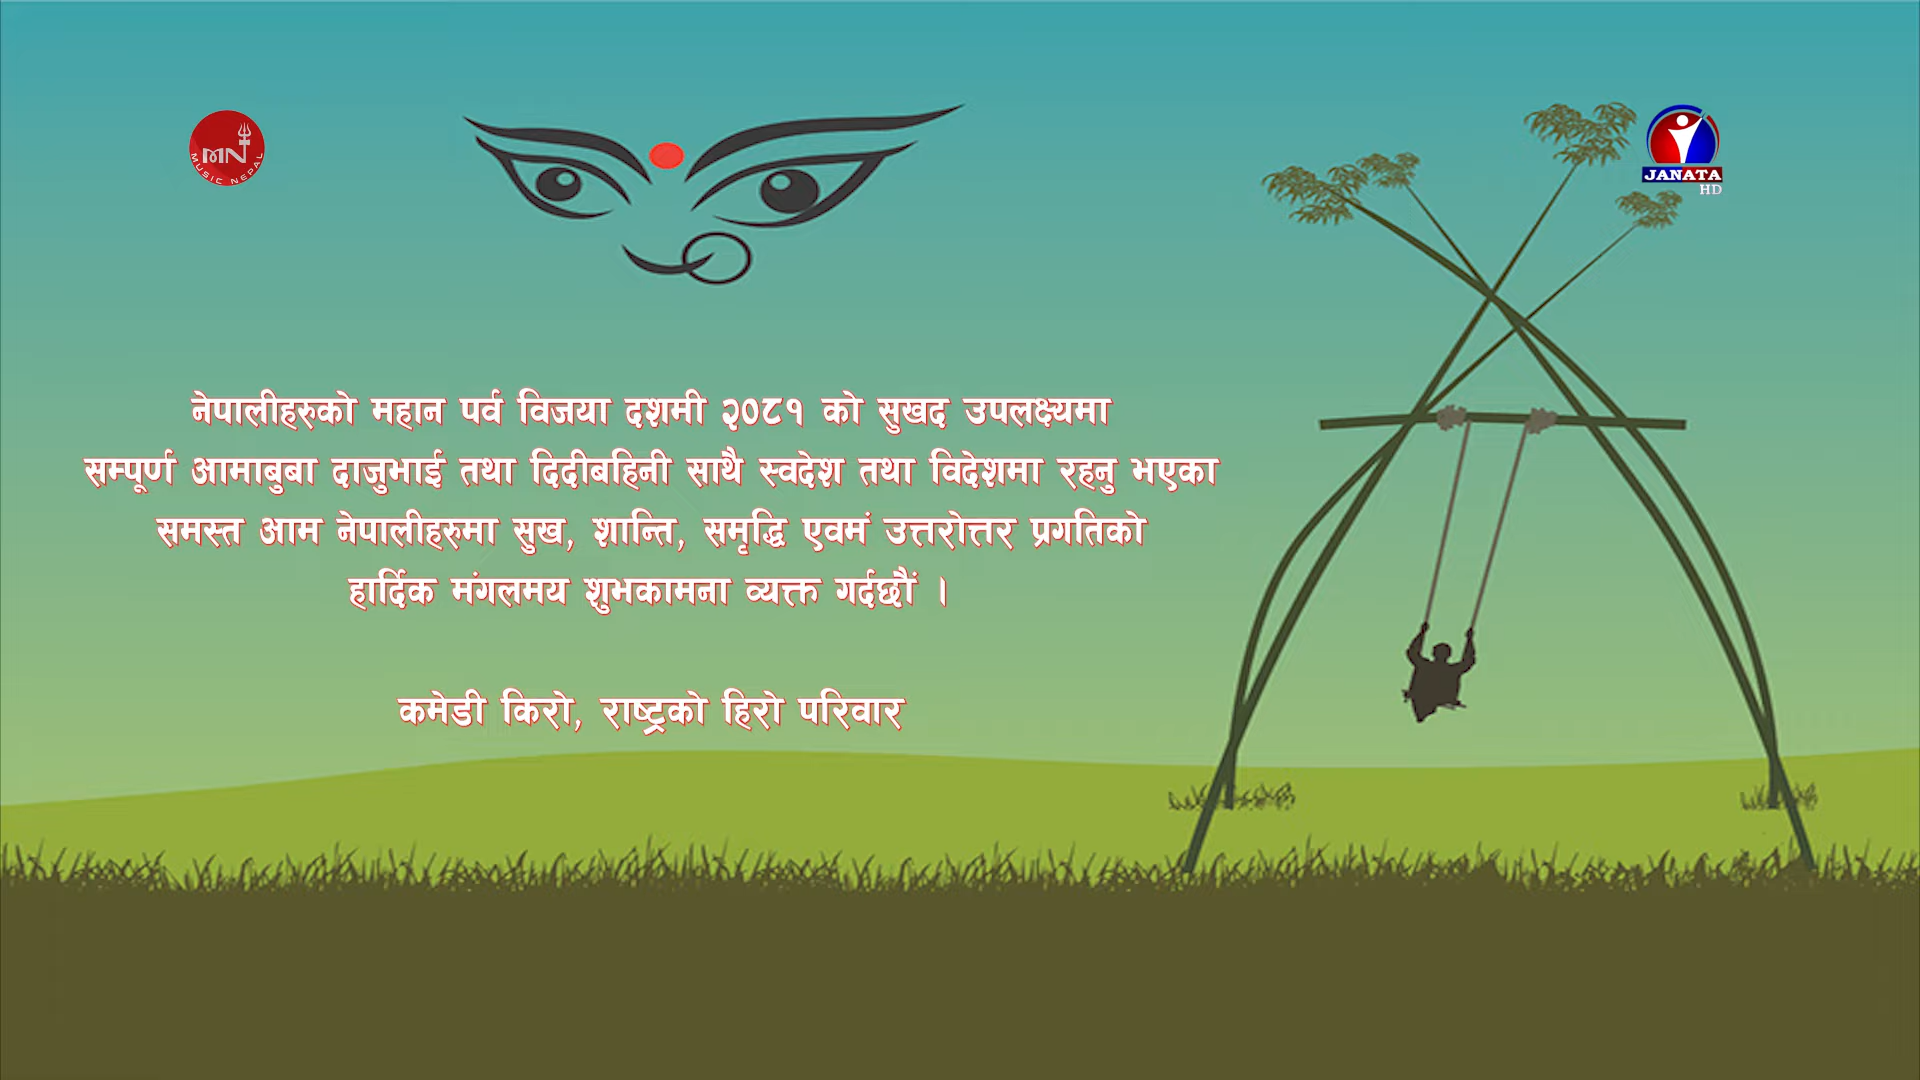 MN
MUSIC NEPAL
JANATA
HD
नेपालीहरुको महान पर्व विजया दशमी २०८१ को सुखद उपलक्ष्यमा
सम्पूर्ण आमाबुबा दाजुभाई तथा दिदीबहिनी साथै स्वदेश तथा विदेशमा रहनु भएका
समस्त आम नेपालीहरुमा सुख, शान्ति, समृद्धि एवमं उत्तरोत्तर प्रगतिको
हार्दिक मंगलमय शुभकामना व्यक्त गर्दछौं ।
कमेडी किरो, राष्ट्रको हिरो परिवार